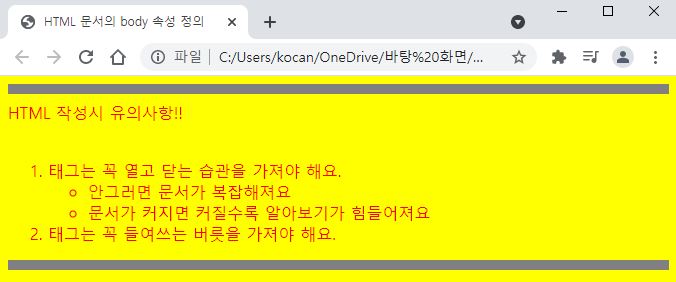 HTML 문서의 body 속성 정의
파일 C:/Users/kocan/OneDrive/바탕%20화면/...
HTML 작성시 유의사항!!
1. 태그는 꼭 열고 닫는 습관을 가져야 해요.
안그러면 문서가 복잡해져요
문서가 커지면 커질수록 알아보기가 힘들어져요
2. 태그는 꼭 들여쓰는 버릇을 가져야 해요.